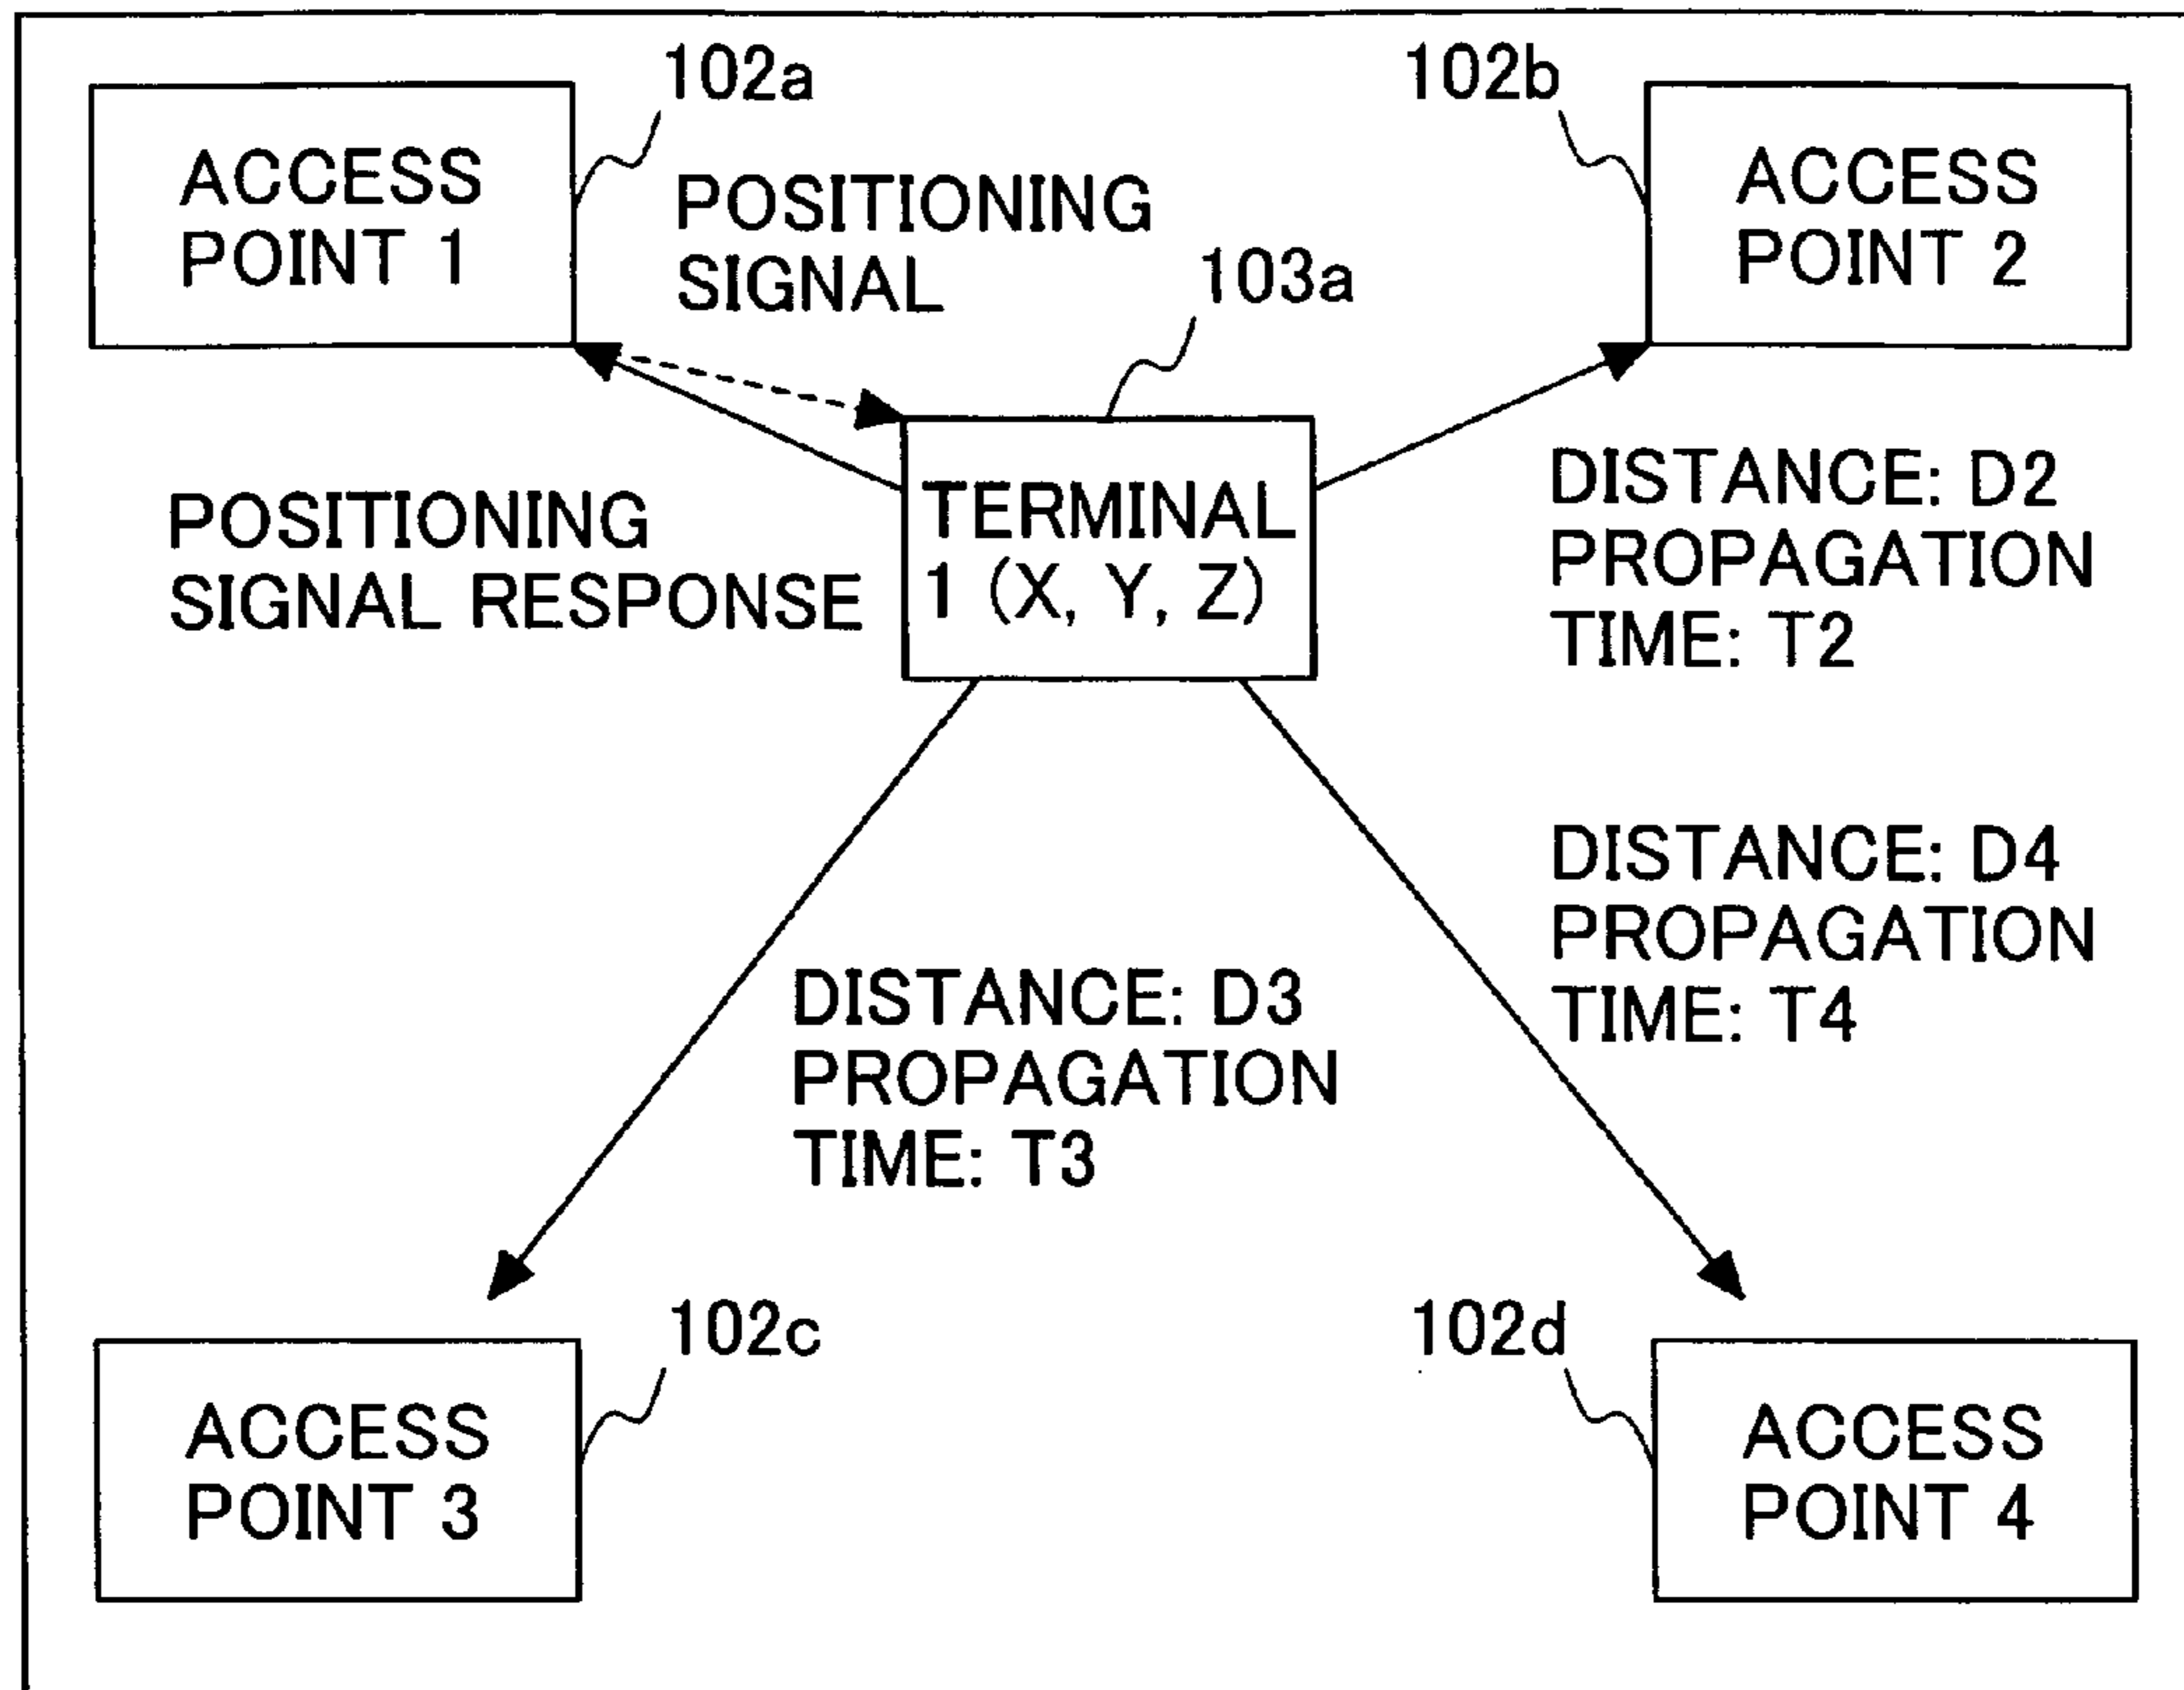 102a
102b
ACCESS
POINT 1
POSITIONING
SIGNAL
ACCESS
POINT 2
103a
POSITIONING
SIGNAL RESPONSE
TERMINAL
1 (X, Y, Z)
DISTANCE: D2
PROPAGATION
TIME: T2
DISTANCE: D4
PROPAGATION
TIME: T4
DISTANCE: D3
PROPAGATION
TIME: T3
102c
102d
ACCESS
POINT 3
ACCESS
POINT 4